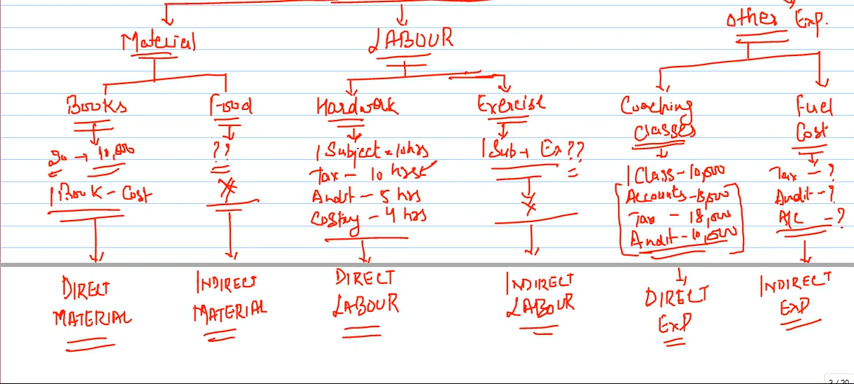 Material
LABOUR
Other Exp.
Books
Food
Hardwork
Exercise
Coaching
Classes
Fuel
Cost
→ 10,000
1 Book - Cost
??
1 Subject = 10 hrs
Tax - 10 hrs
Audit - 5 hrs
Costing - 4 hrs
1 Sub → Ex??
1 Class - 10,000
Accounts -
Tax - 18,000
Audit - 10,500
Tax - ?
Audit - ?
A/c - ?
DIRECT
MATERIAL
INDIRECT
MATERIAL
DIRECT
LABOUR
INDIRECT
LABOUR
DIRECT
EXP
INDIRECT
EXP